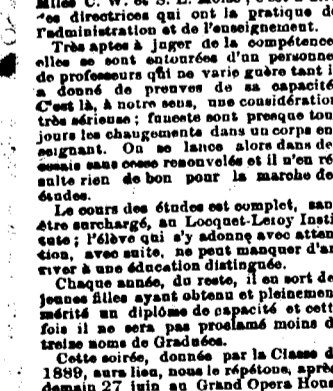 Mlles C. W. et S. E.
des directrices qui ont la pratique de
l'administration et de l'enseignement.
Très aptes à juger de la compétence
elles se sont entourées d'un personne
de professeurs qui ne varie guère tant i
a donné de preuves de sa capacité
C'est là, à notre sens, une considération
très sérieuse ; funeste sont presque tou
jours les changements dans un corps en
seignant. On se lance alors dans de
essais sans cesse renouvelés et il n'en ré
sulte rien de bon pour la marche de
études.
Le cours des études est complet, san
être surchargé, au Locquet-Leroy Insti
tute ; l'élève qui s'y adonne avec atten
tion, avec suite, ne peut manquer d'ar
river à une éducation distinguée.
Chaque année, du reste, il en sort de
jeunes filles ayant obtenu et pleinemen
mérité un diplôme de capacité et cett
fois il ne sera pas proclamé moins d
treize noms de Graduées.
Cette soirée, donnée par la Classe d
1889, aura lieu, nous le répétons, aprè
demain 27 juin au Grand Opera Hou